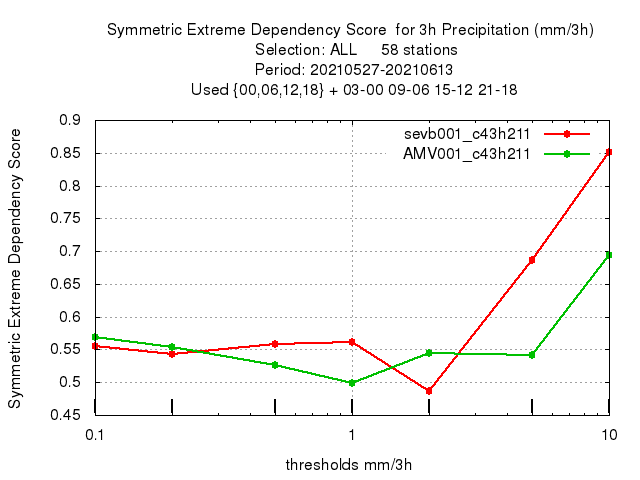 Symmetric Extreme Dependency Score  for 3h Precipitation (mm/3h)
Selection: ALL     58 stations
Period: 20210527-20210613
Used {00,06,12,18} + 03-00 09-06 15-12 21-18
sevb001_c43h211
AMV001_c43h211
Symmetric Extreme Dependency Score
0.9
0.85
0.8
0.75
0.7
0.65
0.6
0.55
0.5
0.45
0.1 1 10
thresholds mm/3h